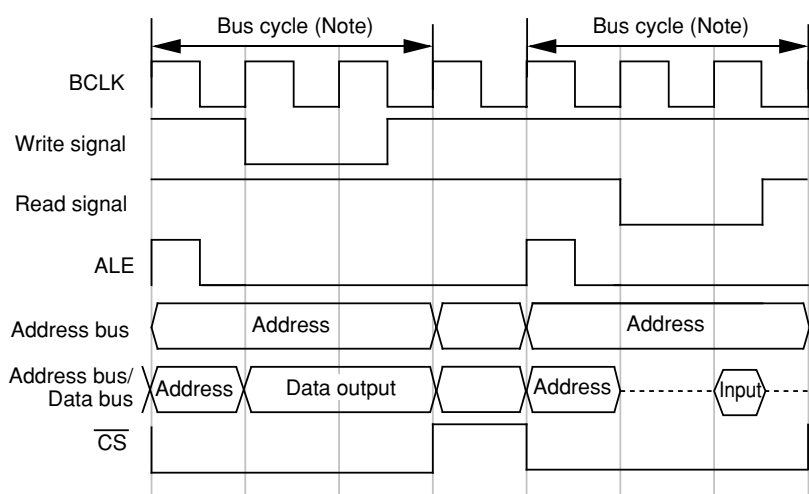 Bus cycle (Note) Bus cycle (Note)
BCLK
Write signal
Read signal
ALE
Address bus Address Address
Address bus/
Data bus Address Data output Address Input
CS